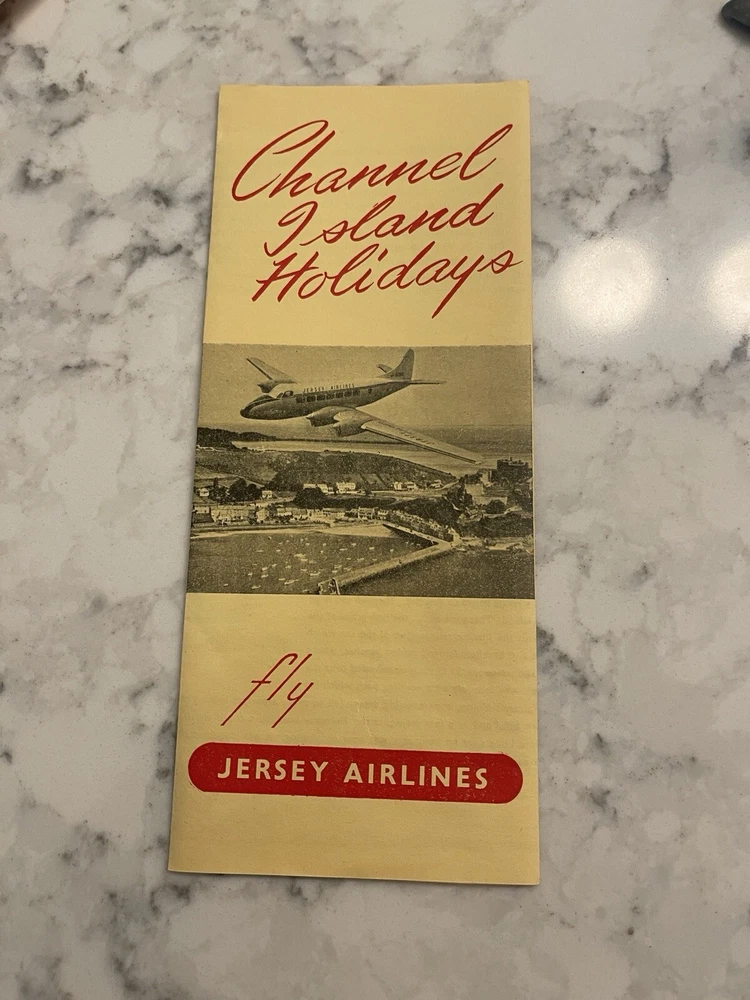 Channel
Island
Holidays
JERSEY AIRLINES
fly
JERSEY AIRLINES